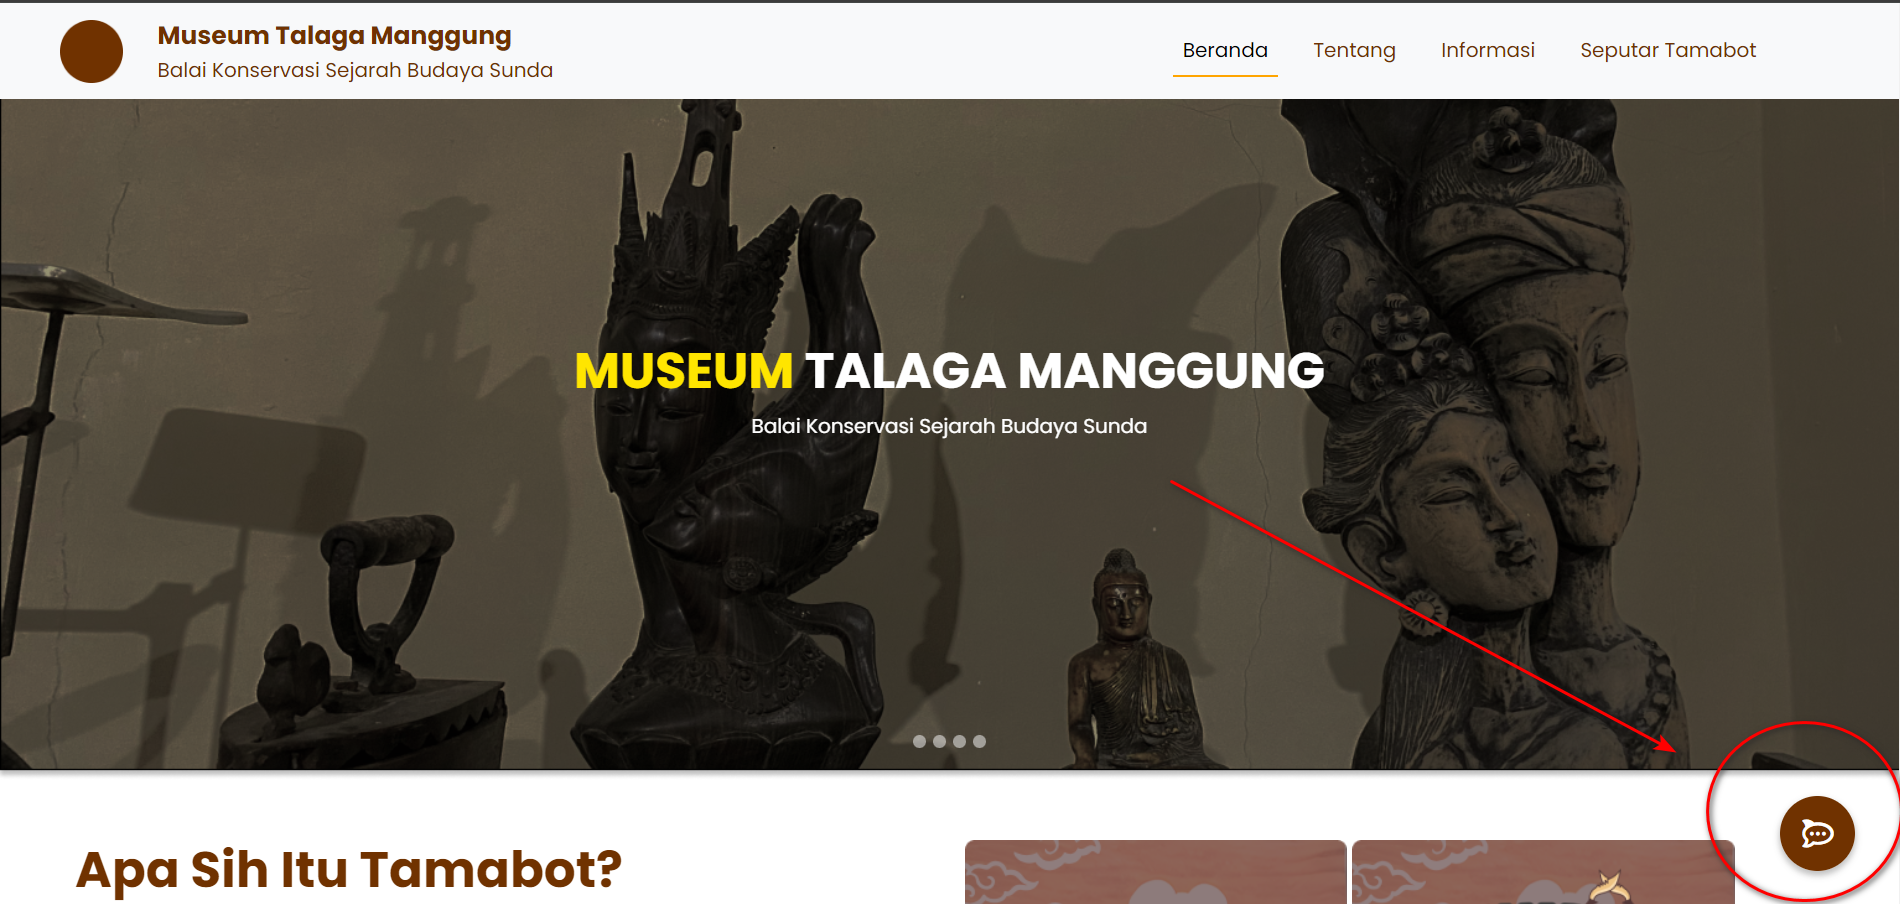 Museum Talaga Manggung
Balai Konservasi Sejarah Budaya Sunda
Beranda
Tentang
Informasi
Seputar Tamabot
MUSEUM TALAGA MANGGUNG
Balai Konservasi Sejarah Budaya Sunda
Apa Sih Itu Tamabot?